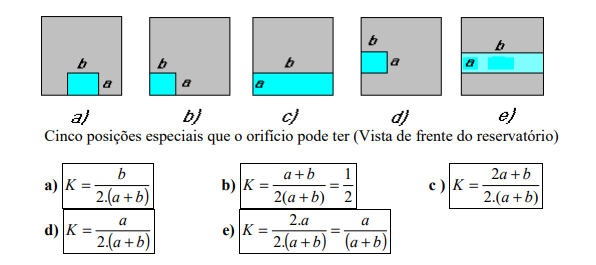 b b b b b
a a a a a
a) b) c) d) e)
Cinco posições especiais que o orifício pode ter (Vista de frente do reservatório)
a) K = b / 2.(a + b) b) K = a + b / 2(a + b) = 1 / 2 c ) K = 2a + b / 2.(a + b)
d) K = a / 2.(a + b) e) K = 2.a / 2.(a + b) = a / (a + b)